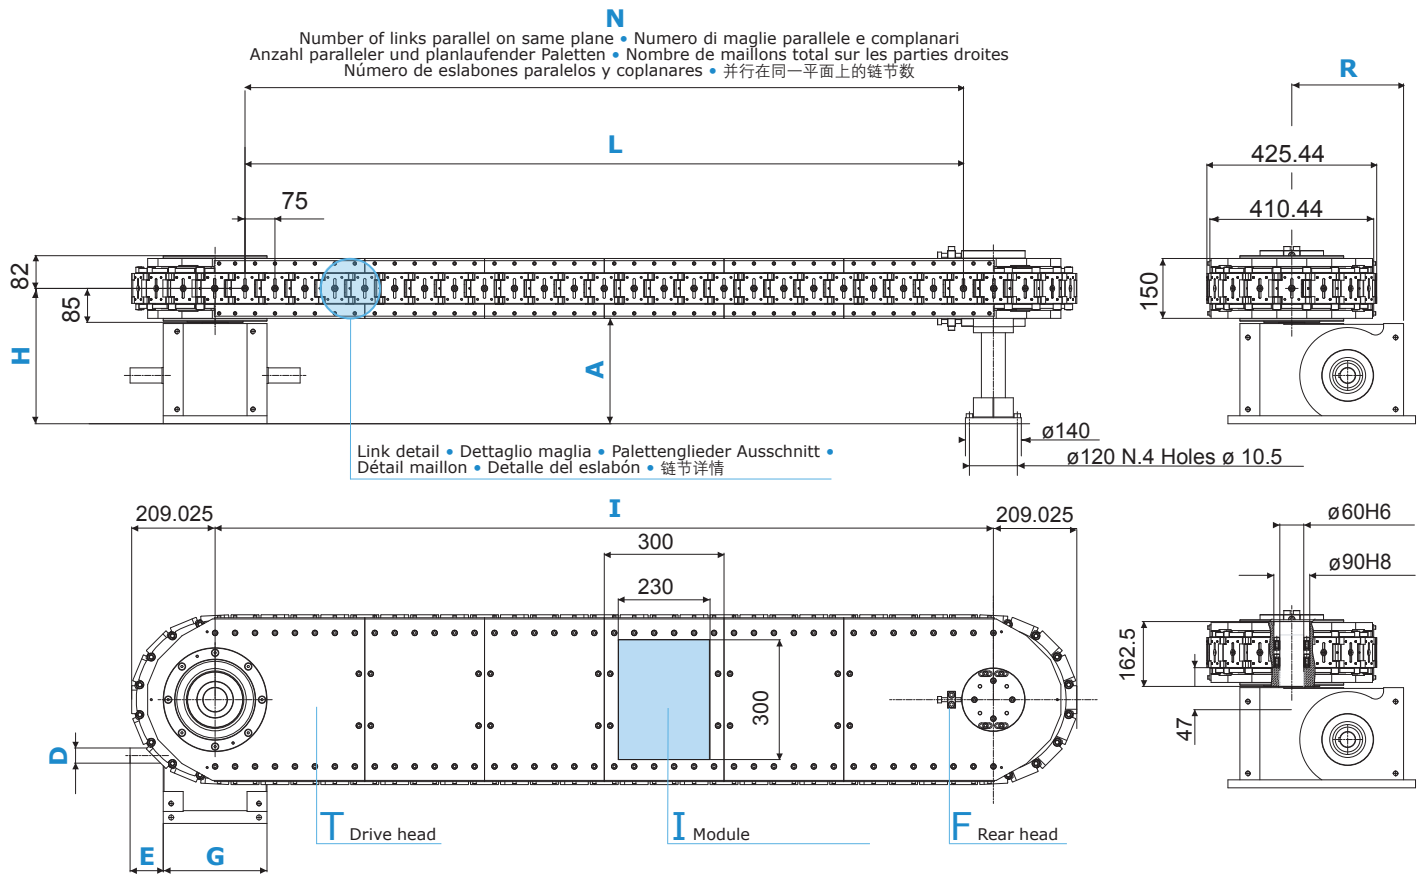 N
Number of links parallel on same plane • Numero di maglie parallele e complanari
Anzahl paralleler und planlaufender Paletten • Nombre de maillons total sur les parties droites
Número de eslabones paralelos y coplanares • 并行在同一平面上的链节数
R
L
425.44
75
410.44
82
85
150
H
A
ø140
Link detail • Dettaglio maglia • Palettenglieder Ausschnitt •
Détail maillon • Detalle del eslabón • 链节详情
ø120 N.4 Holes ø 10.5
209.025
I
209.025
ø60H6
300
ø90H8
230
162.5
300
47
D
T Drive head
I Module
F Rear head
E
G